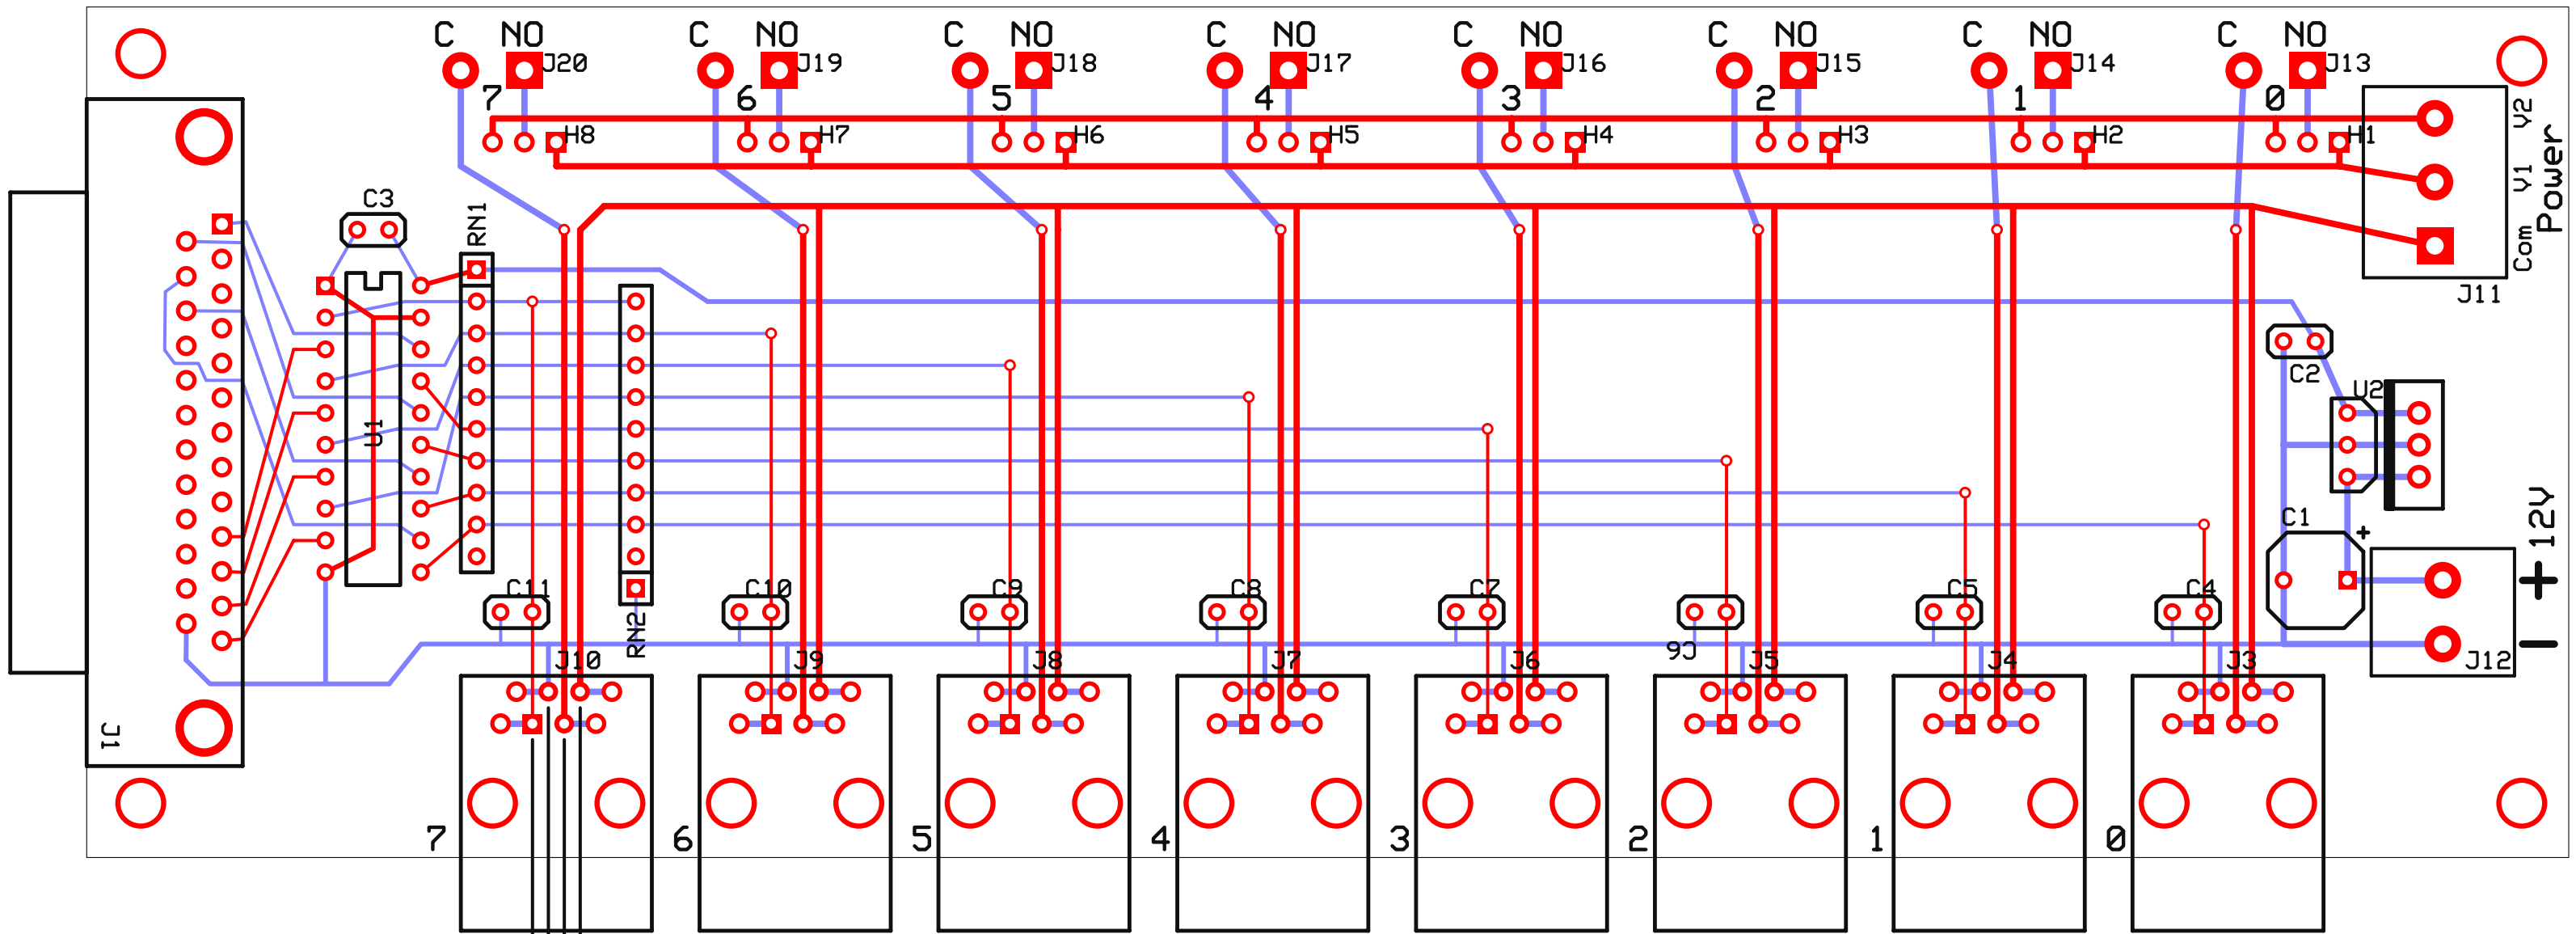 C NO C NO C NO C NO C NO C NO C NO C NO
J20 J19 J18 J17 J16 J15 J14 J13
7 6 5 4 3 2 1 0
H8 H7 H6 H5 H4 H3 H2 H1
V2
V1
Com
Power
J11
C3
RN1
U1
C2
U2
C1
+
12V
+
−
J12
C11 C10 C9 C8 C7 C6 C5 C4
RN2
J10 J9 J8 J7 J6 J5 J4 J3
J1
7 6 5 4 3 2 1 0